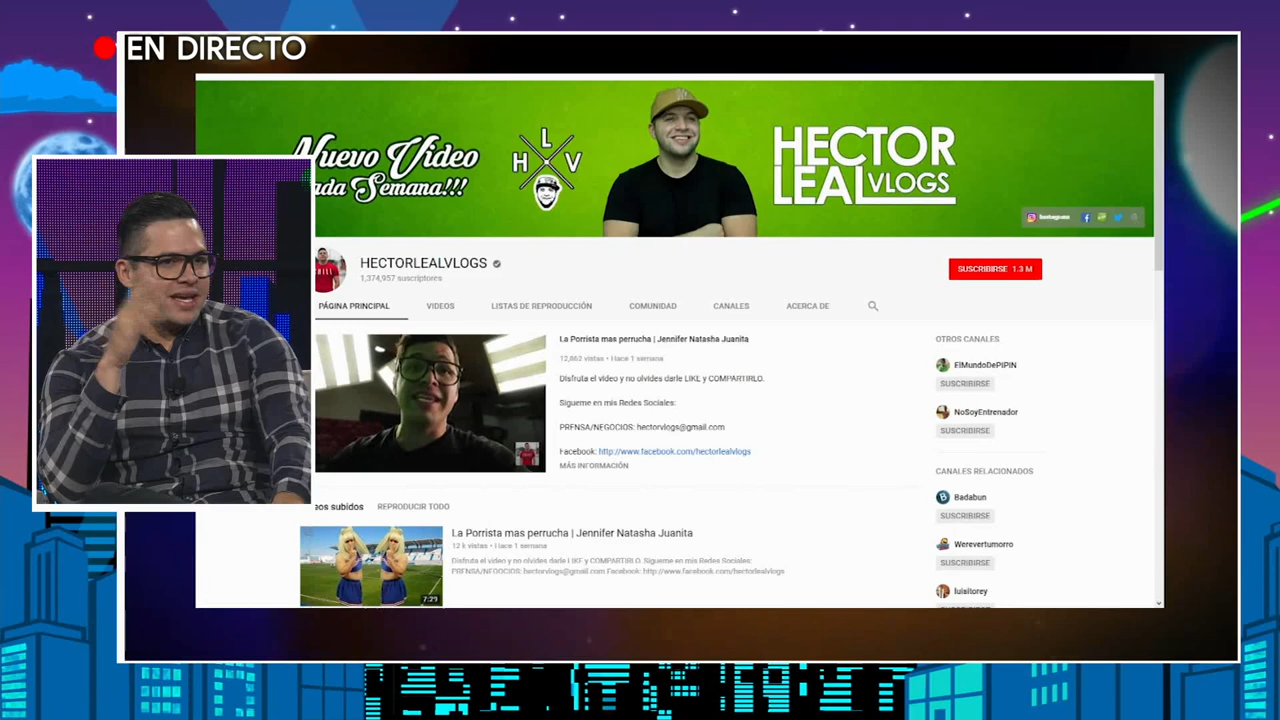 EN DIRECTO
Nuevo Video
ada Semana!!!
L
H V
HECTOR
LEAL VLOGS
Instagram
HECTORLEALVLOGS
1,374,957 suscriptores
SUSCRIBIRSE 1.3 M
PÁGINA PRINCIPAL VIDEOS LISTAS DE REPRODUCCIÓN COMUNIDAD CANALES ACERCA DE
La Porrista mas perrucha | Jennifer Natasha Juanita
12,862 vistas • Hace 1 semana
Disfruta el video y no olvides darle LIKE y COMPARTIRLO.
Sigueme en mis Redes Sociales:
PRENSA/NEGOCIOS: hectorvlogs@gmail.com
Facebook: http://www.facebook.com/hectorlealvlogs
MÁS INFORMACIÓN
OTROS CANALES
ElMundoDePIPIN
SUSCRIBIRSE
NoSoyEntrenador
SUSCRIBIRSE
CANALES RELACIONADOS
Badabun
SUSCRIBIRSE
Werevertumorro
SUSCRIBIRSE
luisitorey
eos subidos REPRODUCIR TODO
La Porrista mas perrucha | Jennifer Natasha Juanita
12 k vistas • Hace 1 semana
Disfruta el video y no olvides darle LIKE y COMPARTIRLO. Sigueme en mis Redes Sociales:
PRENSA/NEGOCIOS: hectorvlogs@gmail.com Facebook: http://www.facebook.com/hectorlealvlogs
7:29